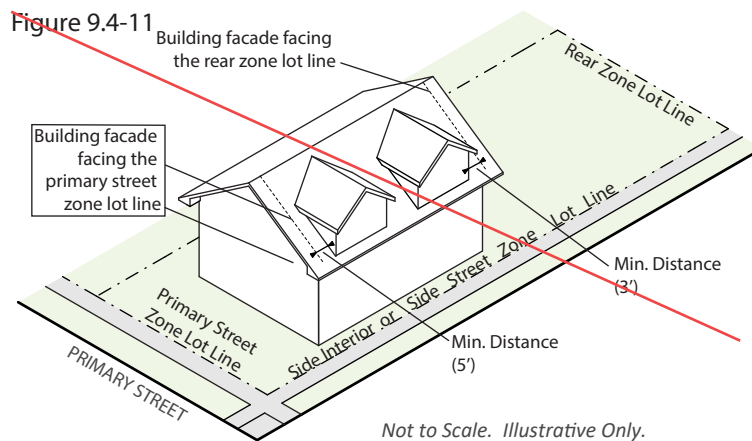 Figure 9.4-11
Building facade facing
the rear zone lot line
Rear Zone Lot Line
Building facade
facing the
primary street
zone lot line
Min. Distance
(3')
Side Interior or Side Street Zone Lot Line
Primary Street
Zone Lot Line
Min. Distance
(5')
PRIMARY STREET
Not to Scale. Illustrative Only.